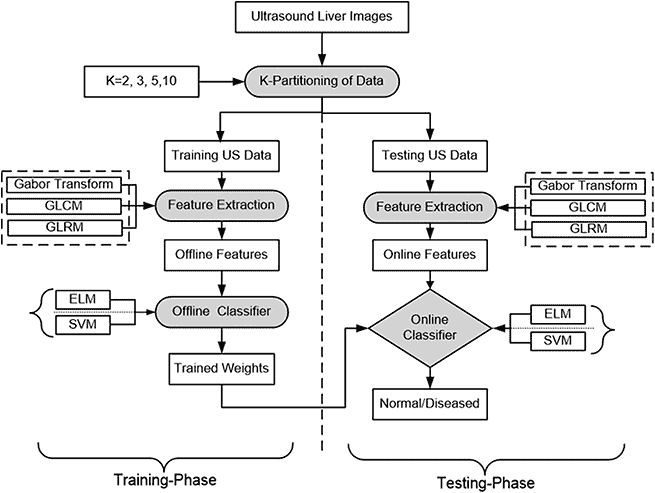 Ultrasound Liver Images
K=2, 3, 5,10
K-Partitioning of Data
Training US Data
Testing US Data
Gabor Transform
GLCM
GLRM
Feature Extraction
Feature Extraction
Gabor Transform
GLCM
GLRM
Offline Features
Online Features
ELM
SVM
Offline Classifier
Online
Classifier
ELM
SVM
Trained Weights
Normal/Diseased
Training-Phase
Testing-Phase